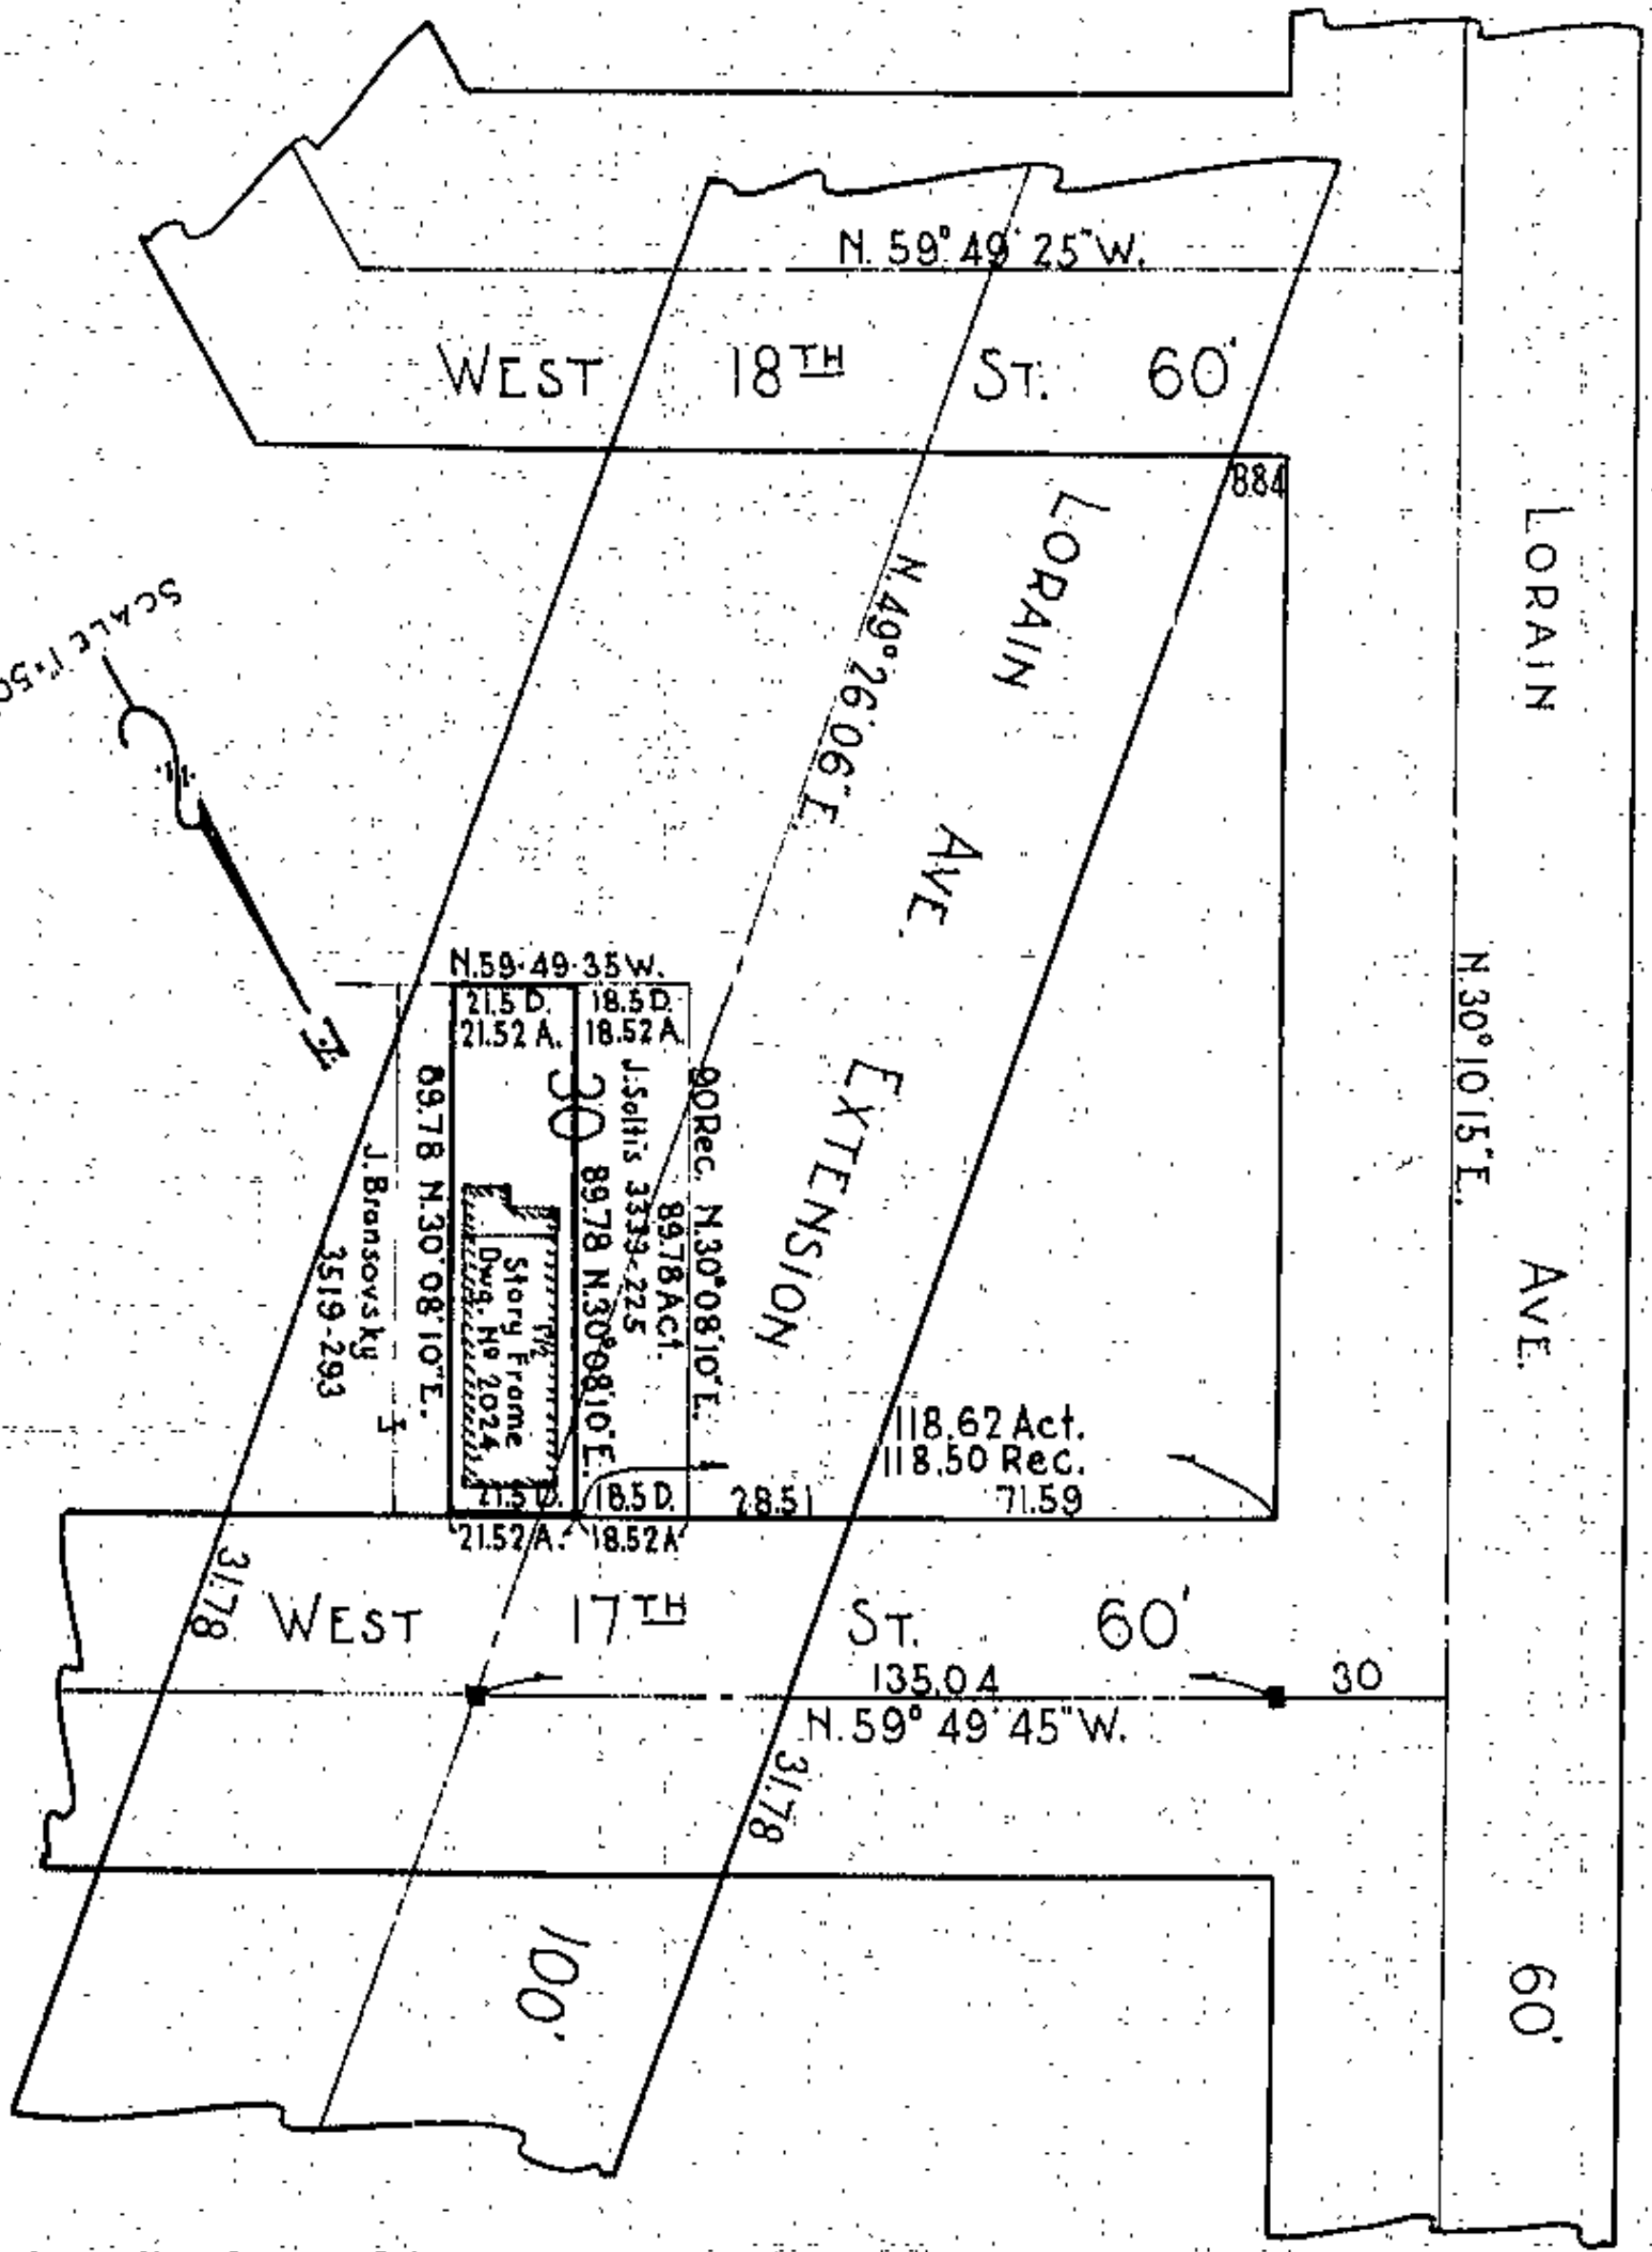 N. 59° 49' 25" W.
WEST 18TH ST. 60'
8.84
LORAIN AVE. EXTENSION
100'
N. 49° 26' 06" E.
LORAIN AVE. 60'
N. 30° 10' 15" E.
N.59-49-35 W.
21.5 D. 18.5 D.
21.52 A. 18.52 A.
90 Rec. N.30° 08' 10" E.
89.78 Act.
J. Soltis 3339-225
30
89.78 N.30° 08' 10" E.
1 1/2
Story Frame
Dwg. No 2024
89.78 N.30° 08' 10" E.
J. Bransovsky
3519-293
118.62 Act.
118.50 Rec.
21.5 D. 18.5 D. 28.51 71.59
21.52 A. 18.52 A
31.78
WEST 17TH ST. 60'
135.04 30
N. 59° 49' 45" W.
31.78